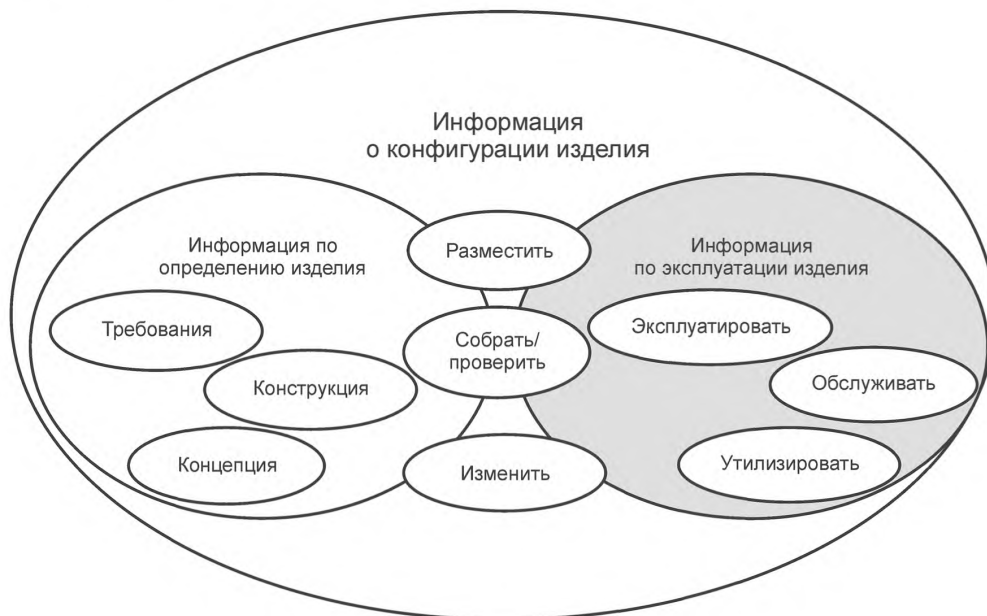 Информация
о конфигурации изделия
Информация по
определению изделия
Разместить
Информация
по эксплуатации изделия
Требования
Собрать/
проверить
Эксплуатировать
Конструкция
Обслуживать
Концепция
Изменить
Утилизировать